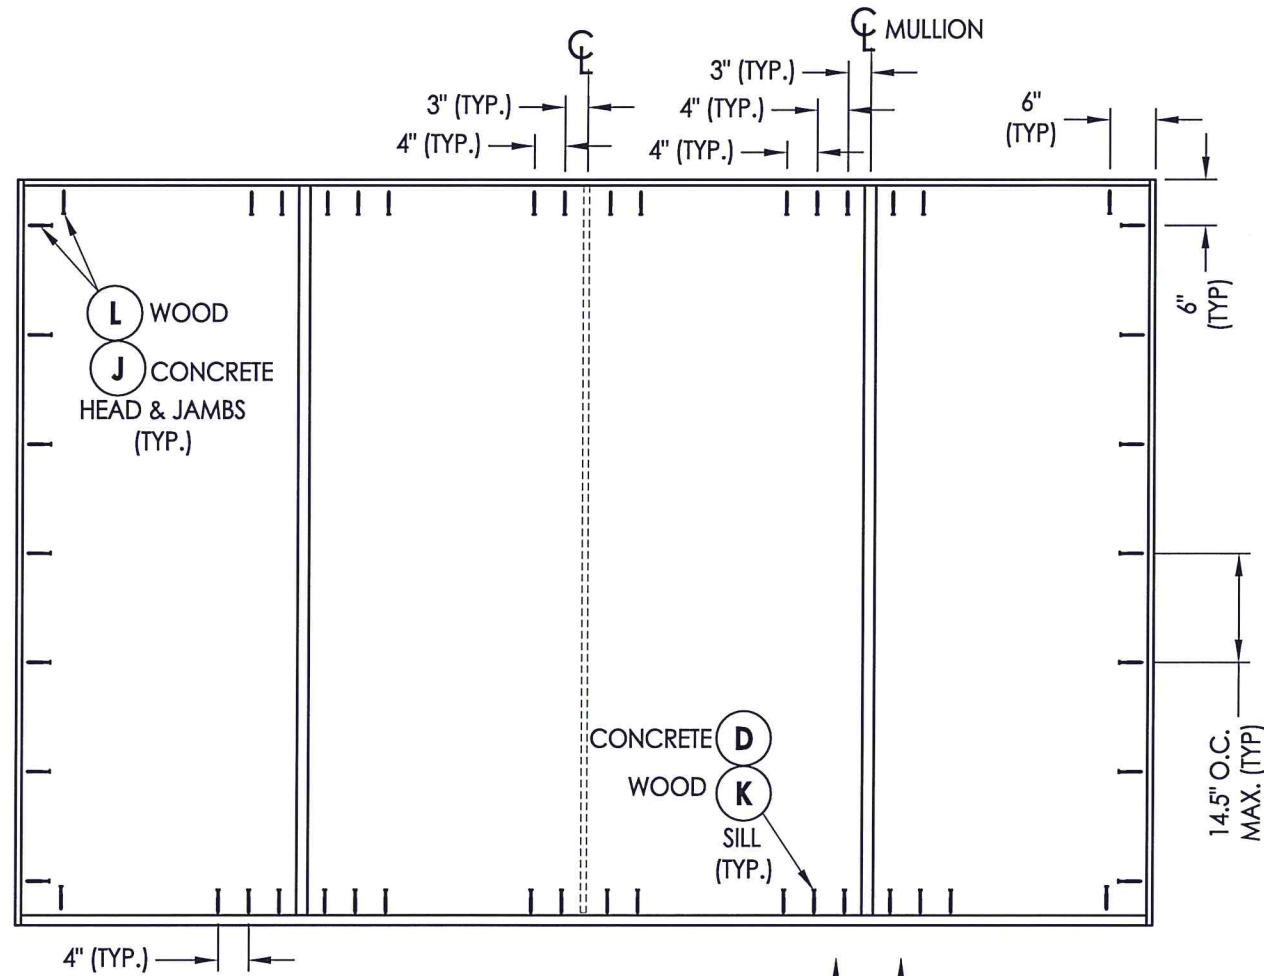 ℄
℄ MULLION
3" (TYP.)
3" (TYP.)
4" (TYP.)
4" (TYP.)
4" (TYP.)
6"
(TYP)
6"
(TYP)
L WOOD
J CONCRETE
HEAD & JAMBS
(TYP.)
CONCRETE D
WOOD K
SILL
(TYP.)
14.5" O.C.
MAX. (TYP)
4" (TYP.)